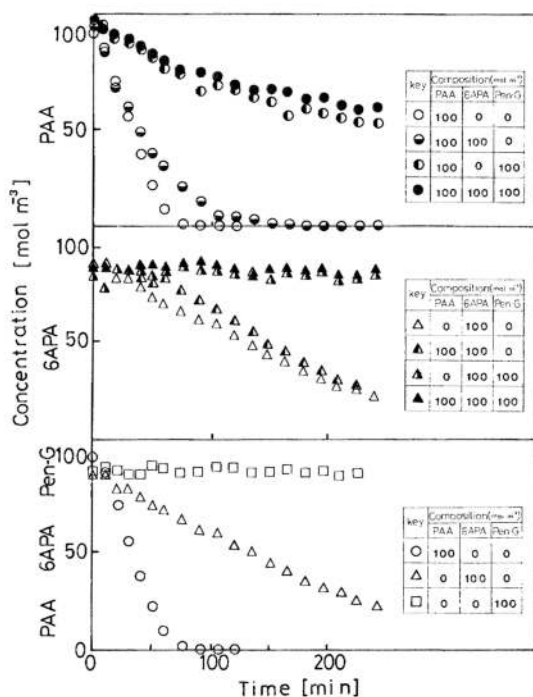 100
50
PAA
key Composition(mol m⁻³)
PAA 6APA Pen-G
100 0 0
100 100 0
100 0 100
100 100 100
100
50
6APA
Concentration [mol m⁻³]
key Composition(mol m⁻³)
PAA 6APA Pen-G
0 100 0
100 100 0
0 100 100
100 100 100
100
50
0
PAA 6APA Pen-G
key Composition(mol m⁻³)
PAA 6APA Pen-G
100 0 0
0 100 0
0 0 100
0 100 200
Time [min]